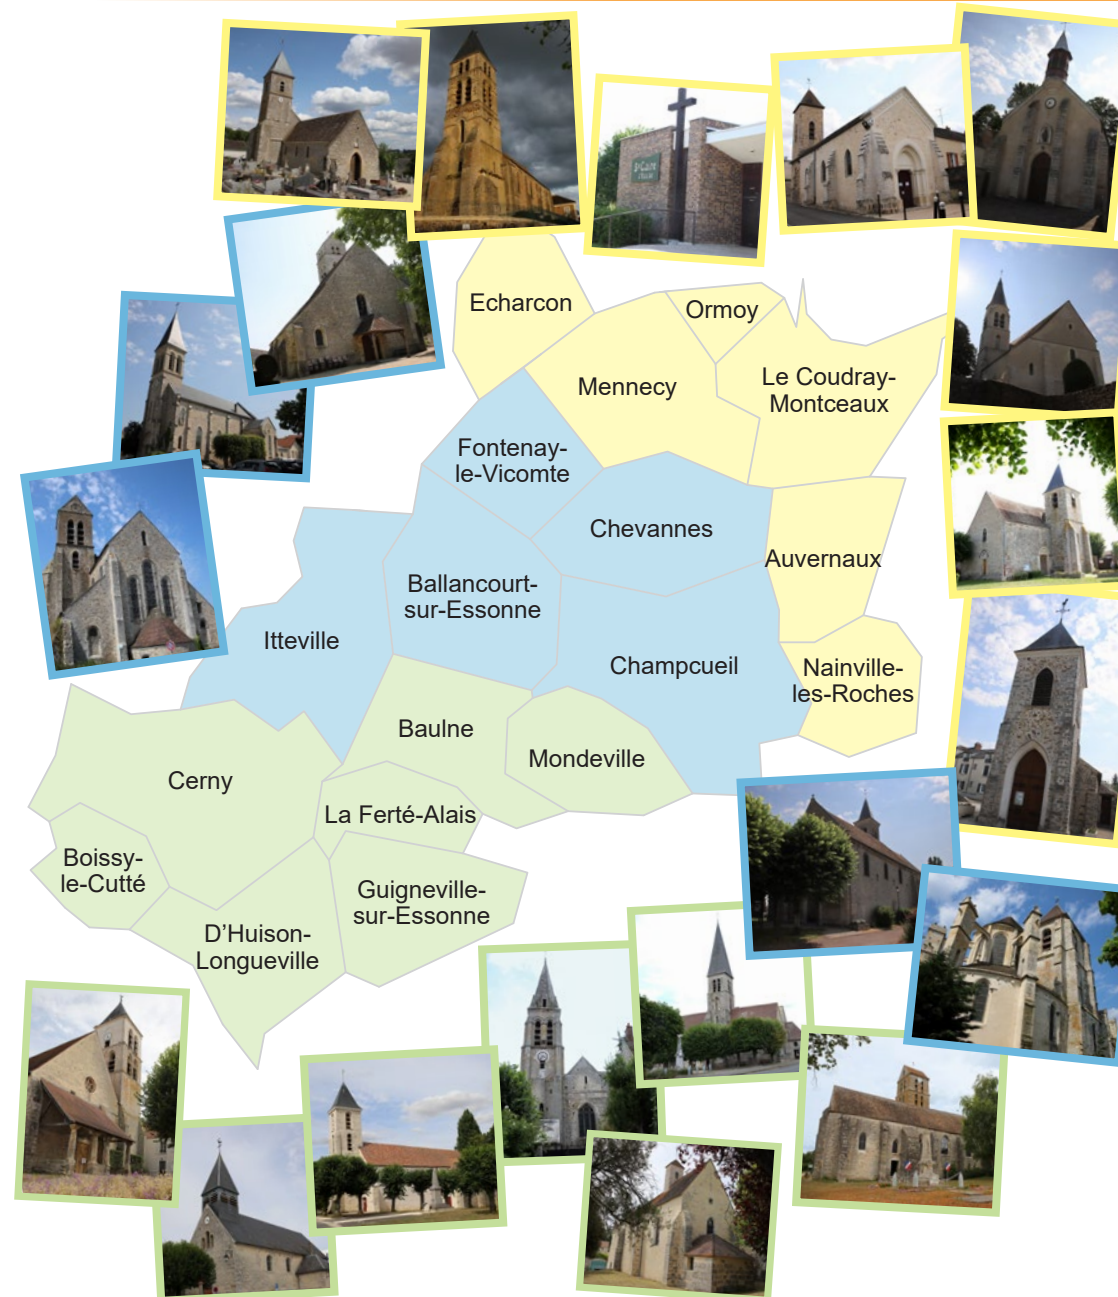 Echarcon
Ormoy
Mennecy
Le Coudray-
Montceaux
Fontenay-
le-Vicomte
Chevannes
Auvernaux
Ballancourt-
sur-Essonne
Itteville
Champcueil
Nainville-
les-Roches
Baulne
Mondeville
Cerny
La Ferté-Alais
Boissy-
le-Cutté
Guigneville-
sur-Essonne
D’Huison-
Longueville